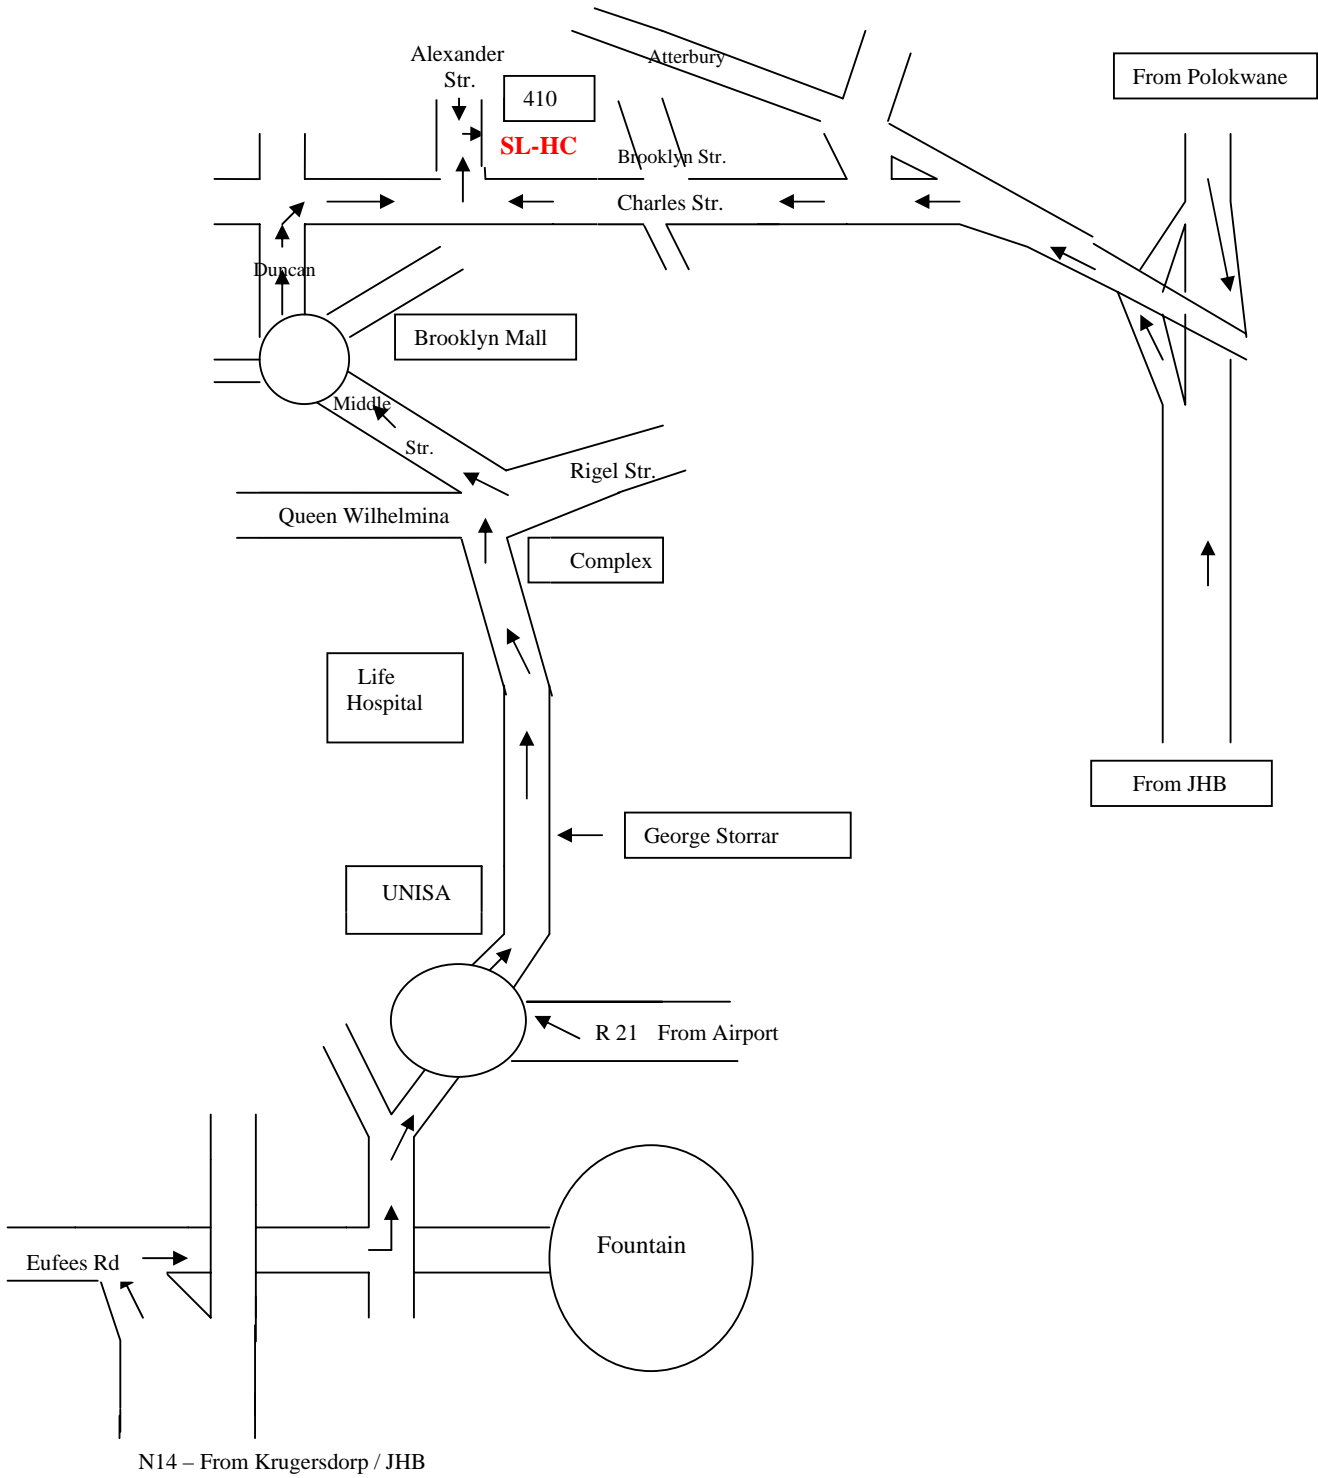 Alexander
Str.
Atterbury
From Polokwane
410
SL-HC
Brooklyn Str.
Charles Str.
Duncan
Brooklyn Mall
Middle
Str.
Rigel Str.
Queen Wilhelmina
Complex
Life
Hospital
From JHB
George Storrar
UNISA
R 21 From Airport
Fountain
Eufees Rd
N14 – From Krugersdorp / JHB